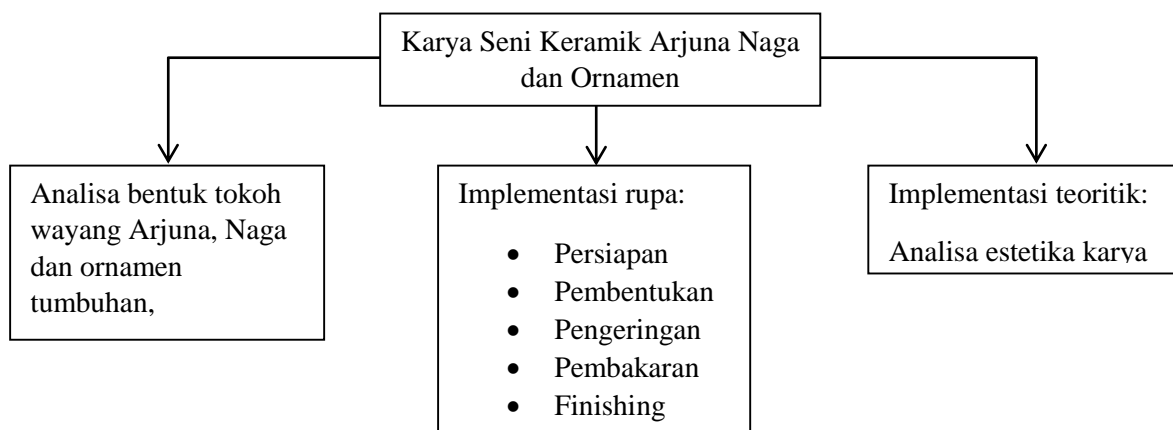 Karya Seni Keramik Arjuna Naga
dan Ornamen
Analisa bentuk tokoh
wayang Arjuna, Naga
dan ornamen
tumbuhan,
Implementasi rupa:
• Persiapan
• Pembentukan
• Pengeringan
• Pembakaran
• Finishing
Implementasi teoritik:
Analisa estetika karya